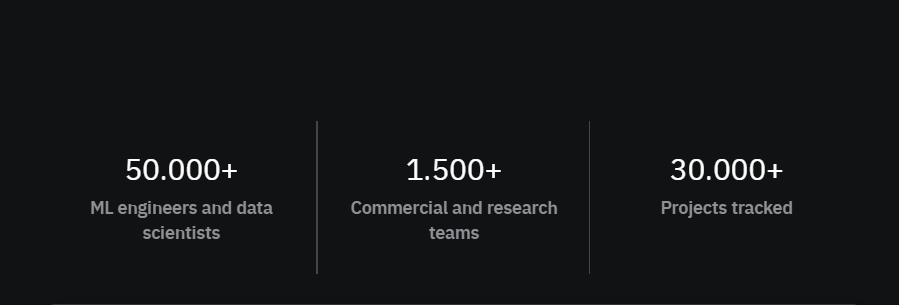 50.000+
ML engineers and data
scientists
1.500+
Commercial and research
teams
30.000+
Projects tracked